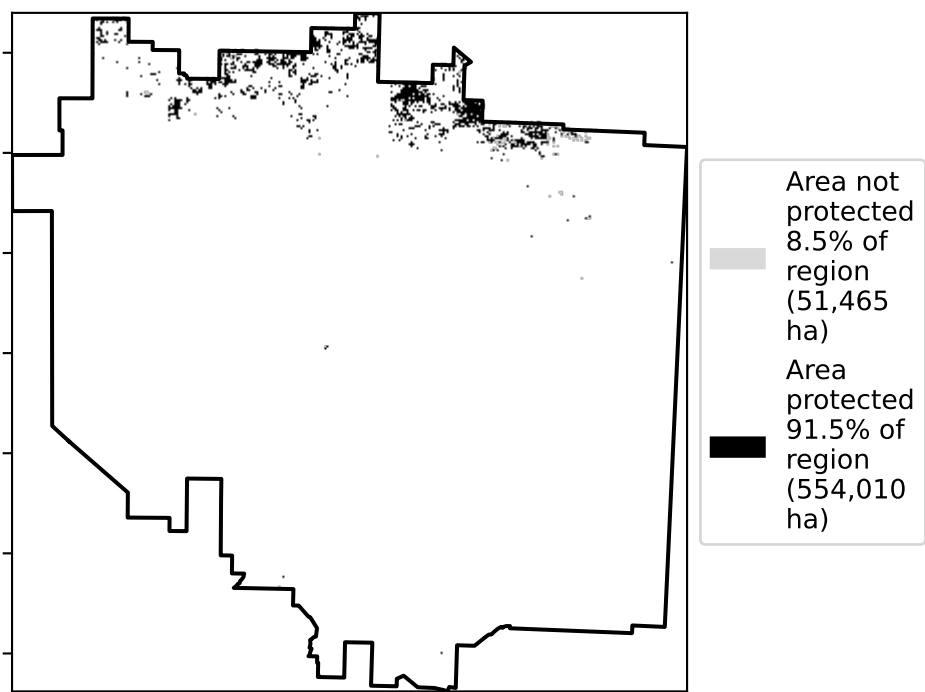 Area not
protected
8.5% of
region
(51,465
ha)
Area
protected
91.5% of
region
(554,010
ha)